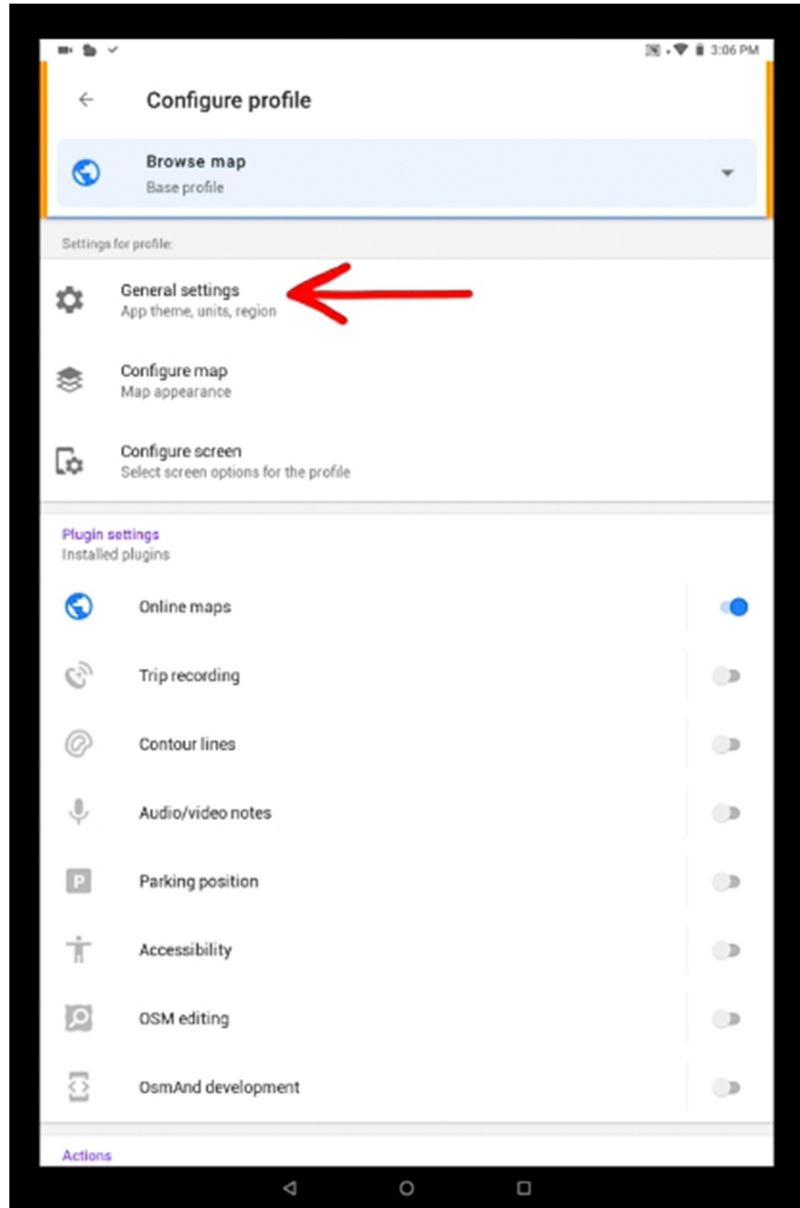 3:06 PM
Configure profile
Browse map
Base profile
Settings for profile:
General settings
App theme, units, region
Configure map
Map appearance
Configure screen
Select screen options for the profile
Plugin settings
Installed plugins
Online maps
Trip recording
Contour lines
Audio/video notes
P
Parking position
Accessibility
OSM editing
OsmAnd development
Actions